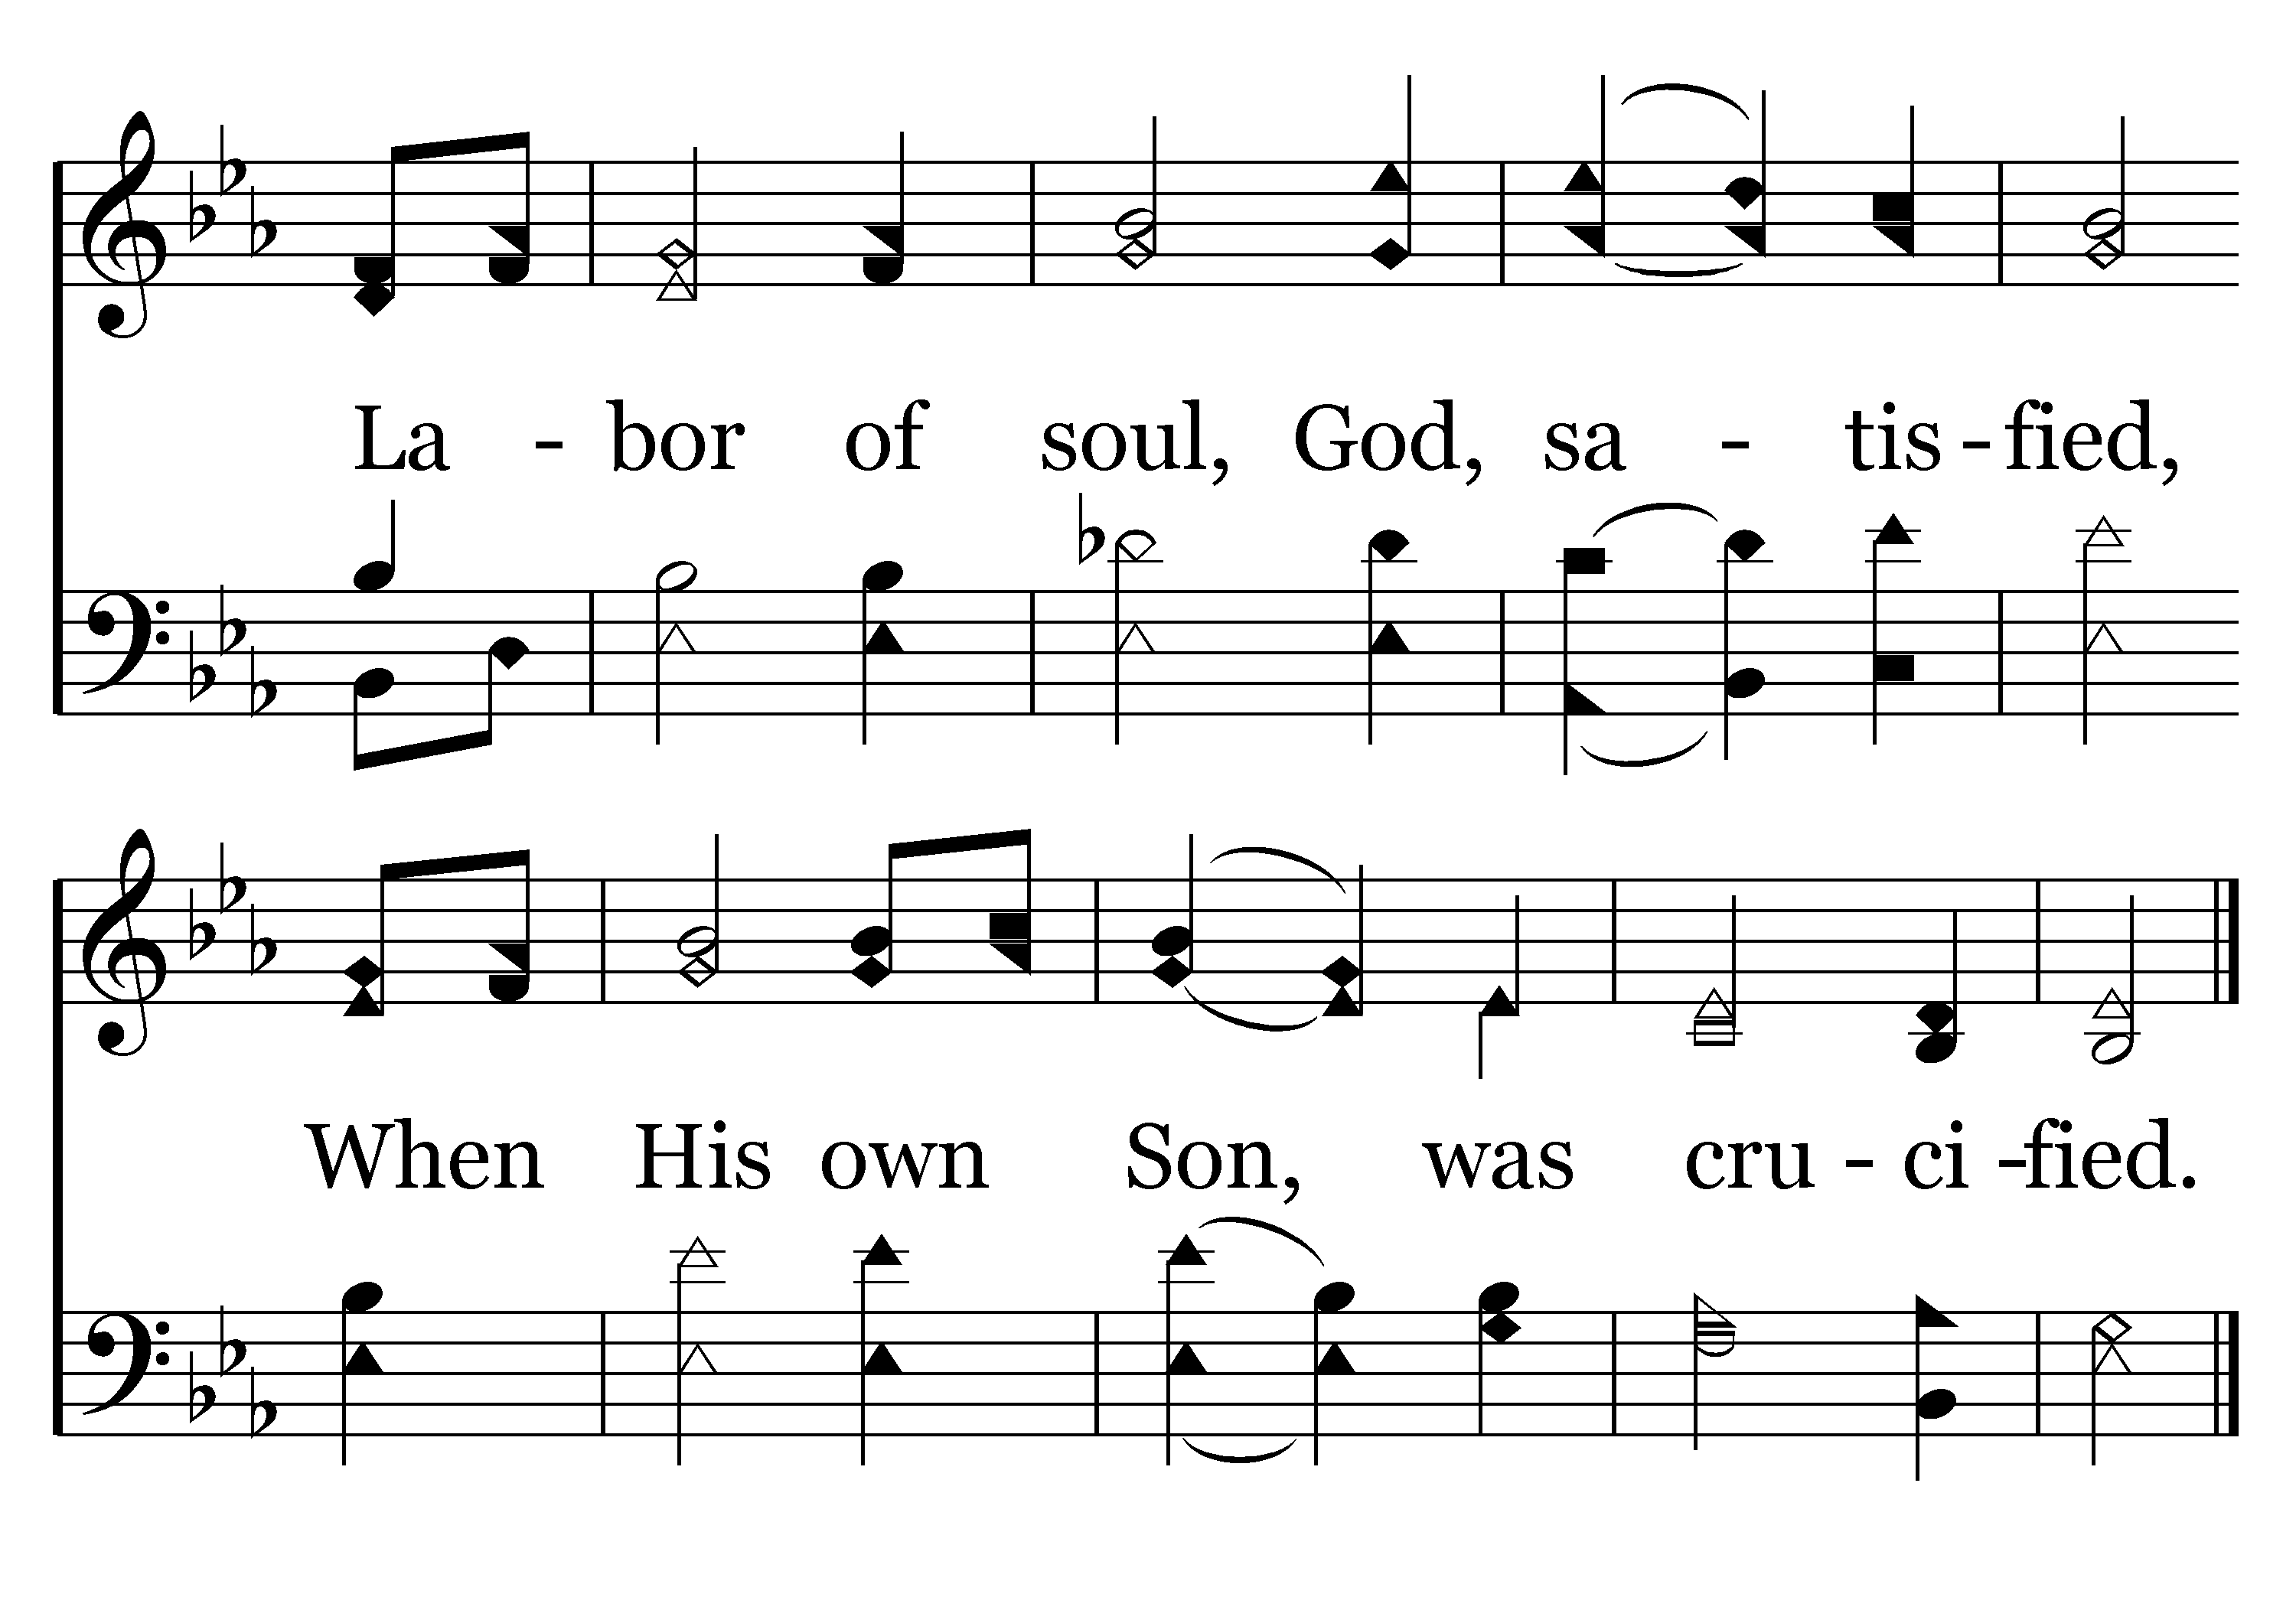 La - bor of soul, God, sa - tis - fied,
When His own Son, was cru - ci - fied.